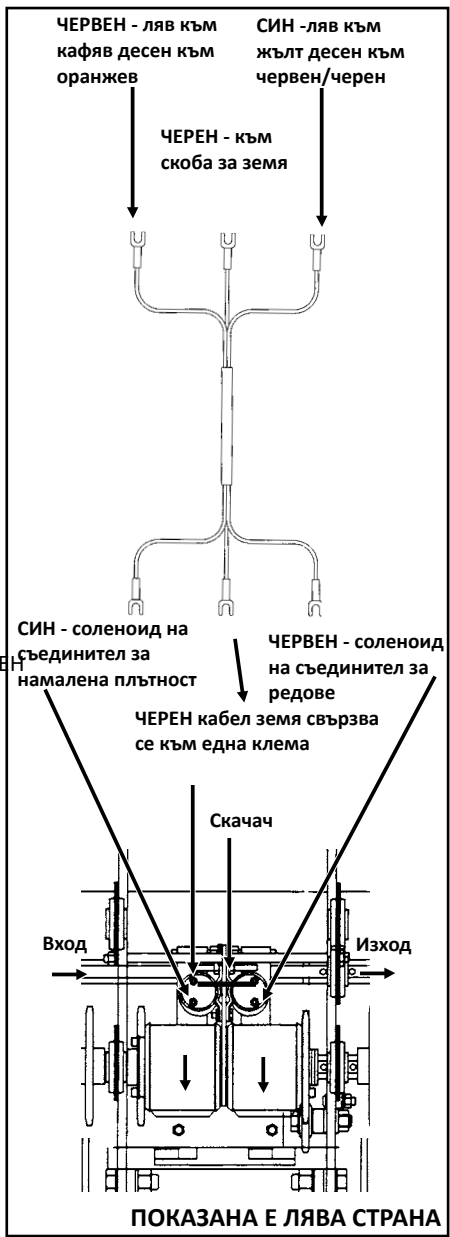 ЧЕРВЕН - ляв към
кафяв десен към
оранжев
СИН -ляв към
жълт десен към
червен/черен
ЧЕРЕН - към
скоба за земя
СИН - соленоид на
съединител за
намалена плътност
ЕН
ЧЕРВЕН - соленоид
на съединител за
редове
ЧЕРЕН кабел земя свързва
се към една клема
Скачач
Вход
Изход
ПОКАЗАНА Е ЛЯВА СТРАНА